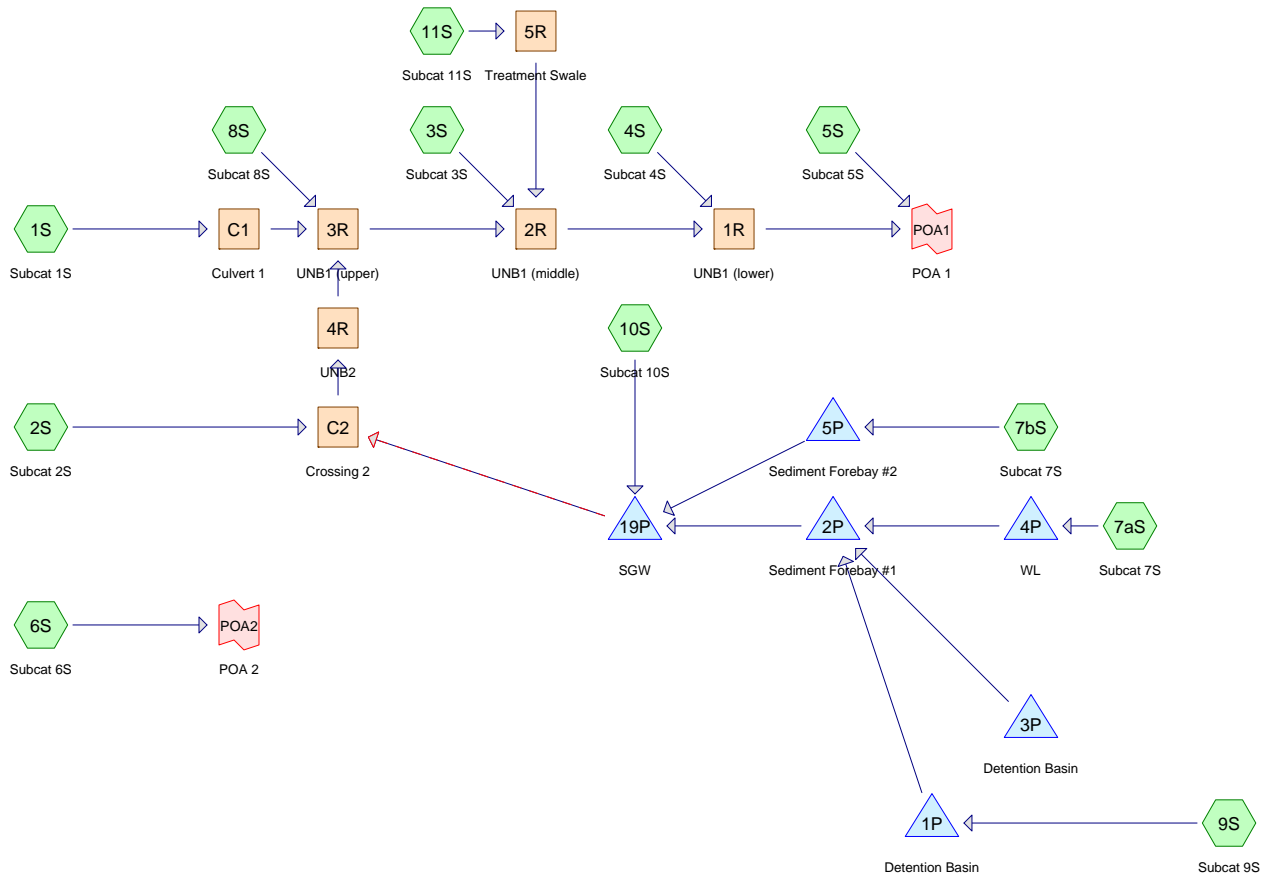 11S
5R
Subcat 11S
Treatment Swale
8S
3S
4S
5S
Subcat 8S
Subcat 3S
Subcat 4S
Subcat 5S
1S
C1
3R
2R
1R
POA1
Subcat 1S
Culvert 1
UNB1 (upper)
UNB1 (middle)
UNB1 (lower)
POA 1
4R
10S
UNB2
Subcat 10S
2S
C2
5P
7bS
Subcat 2S
Crossing 2
Sediment Forebay #2
Subcat 7S
19P
2P
4P
7aS
SGW
Sediment Forebay #1
WL
Subcat 7S
6S
POA2
Subcat 6S
POA 2
3P
Detention Basin
1P
9S
Detention Basin
Subcat 9S